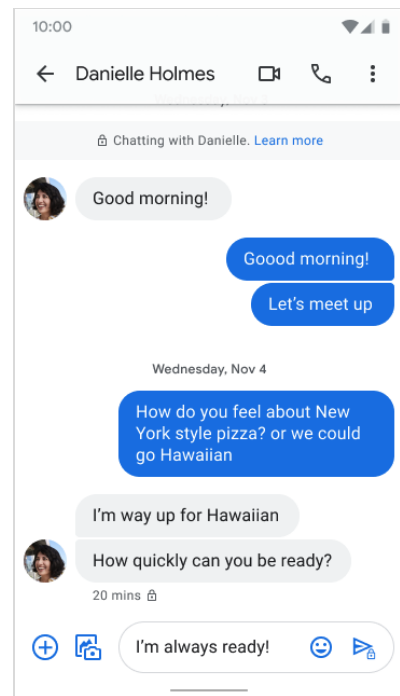 10:00
Danielle Holmes
Chatting with Danielle. Learn more
Good morning!
Goood morning!
Let's meet up
Wednesday, Nov 4
How do you feel about New
York style pizza? or we could
go Hawaiian
I'm way up for Hawaiian
How quickly can you be ready?
20 mins
I'm always ready!